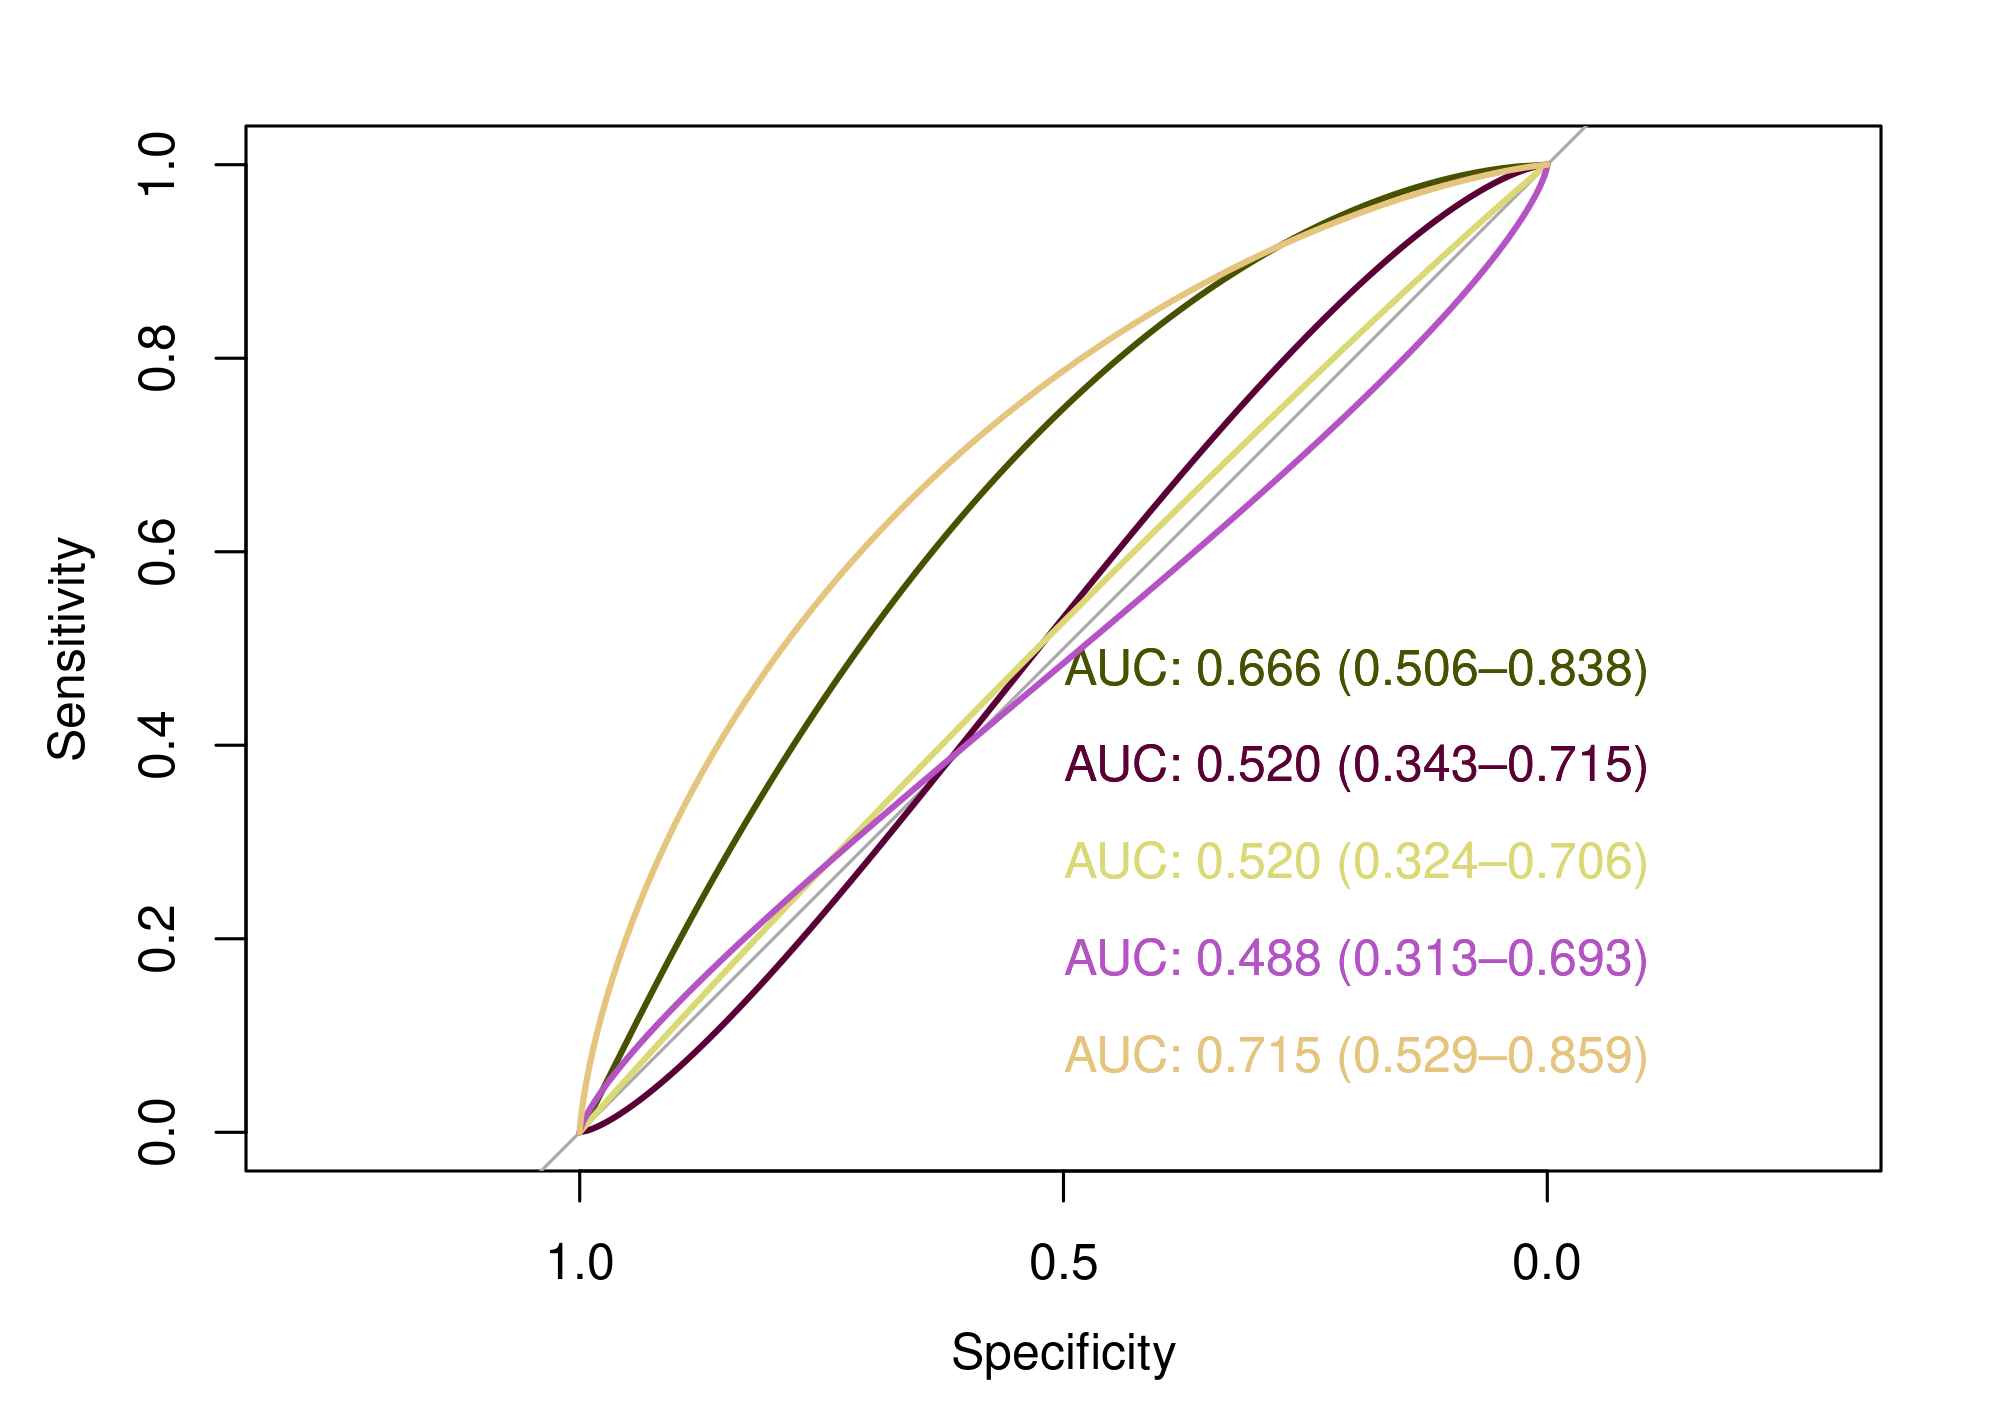 1.0
0.8
0.6
0.4
0.2
0.0
Sensitivity
AUC: 0.666 (0.506–0.838)
AUC: 0.520 (0.343–0.715)
AUC: 0.520 (0.324–0.706)
AUC: 0.488 (0.313–0.693)
AUC: 0.715 (0.529–0.859)
1.0 0.5 0.0
Specificity